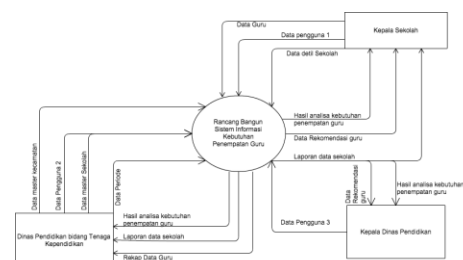 Data Guru
Kepala Sekolah
Data pengguna 1
Data detil Sekolah
Rancang Bangun
Sistem Informasi
Kebutuhan
Penempatan Guru
Hasil analisa kebutuhan
penempatan guru
Data Rekomendasi guru
Laporan data sekolah
Data master kecamatan
Data Pengguna 2
Data master Sekolah
Data Periode
Data
Rekomendasi
guru
Hasil analisa kebutuhan
penempatan guru
Hasil analisa kebutuhan
penempatan guru
Data Pengguna 3
Kepala Dinas Pendidikan
Dinas Pendidikan bidang Tenaga
Kependidikan
Laporan data sekolah
Rekap Data Guru